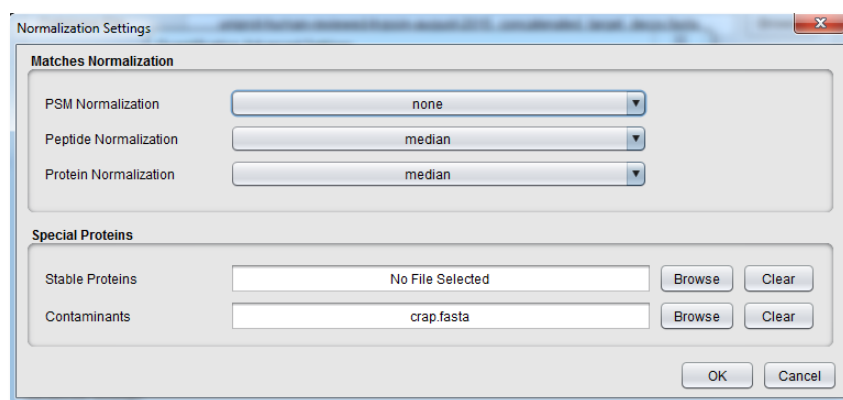 Normalization Settings
Matches Normalization
PSM Normalization none
Peptide Normalization median
Protein Normalization median
Special Proteins
Stable Proteins No File Selected Browse Clear
Contaminants crap.fasta Browse Clear
OK Cancel